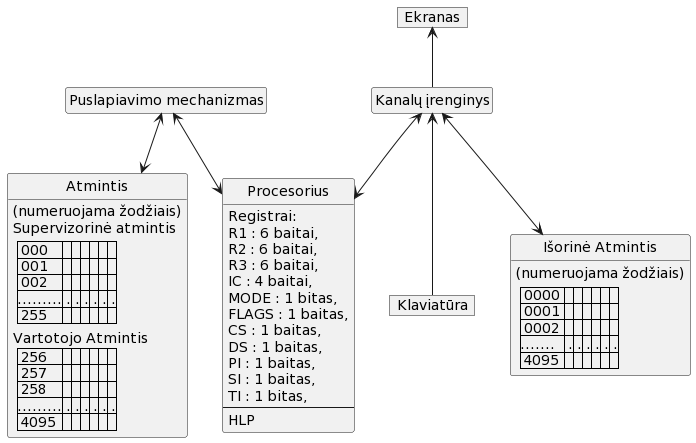 Ekranas
Puslapiavimo mechanizmas
Kanalų įrenginys
Atmintis
(numeruojama žodžiais)
Supervizorinė atmintis
000
001
002
..................
255
Vartotojo Atmintis
256
257
258
..................
4095
Procesorius
Registrai:
R1 : 6 baitai,
R2 : 6 baitai,
R3 : 6 baitai,
IC : 4 baitai,
MODE : 1 bitas,
FLAGS : 1 baitas,
CS : 1 baitas,
DS : 1 baitas,
PI : 1 baitas,
SI : 1 baitas,
TI : 1 bitas,
HLP
Klaviatūra
Išorinė Atmintis
(numeruojama žodžiais)
0000
0001
0002
.............
4095